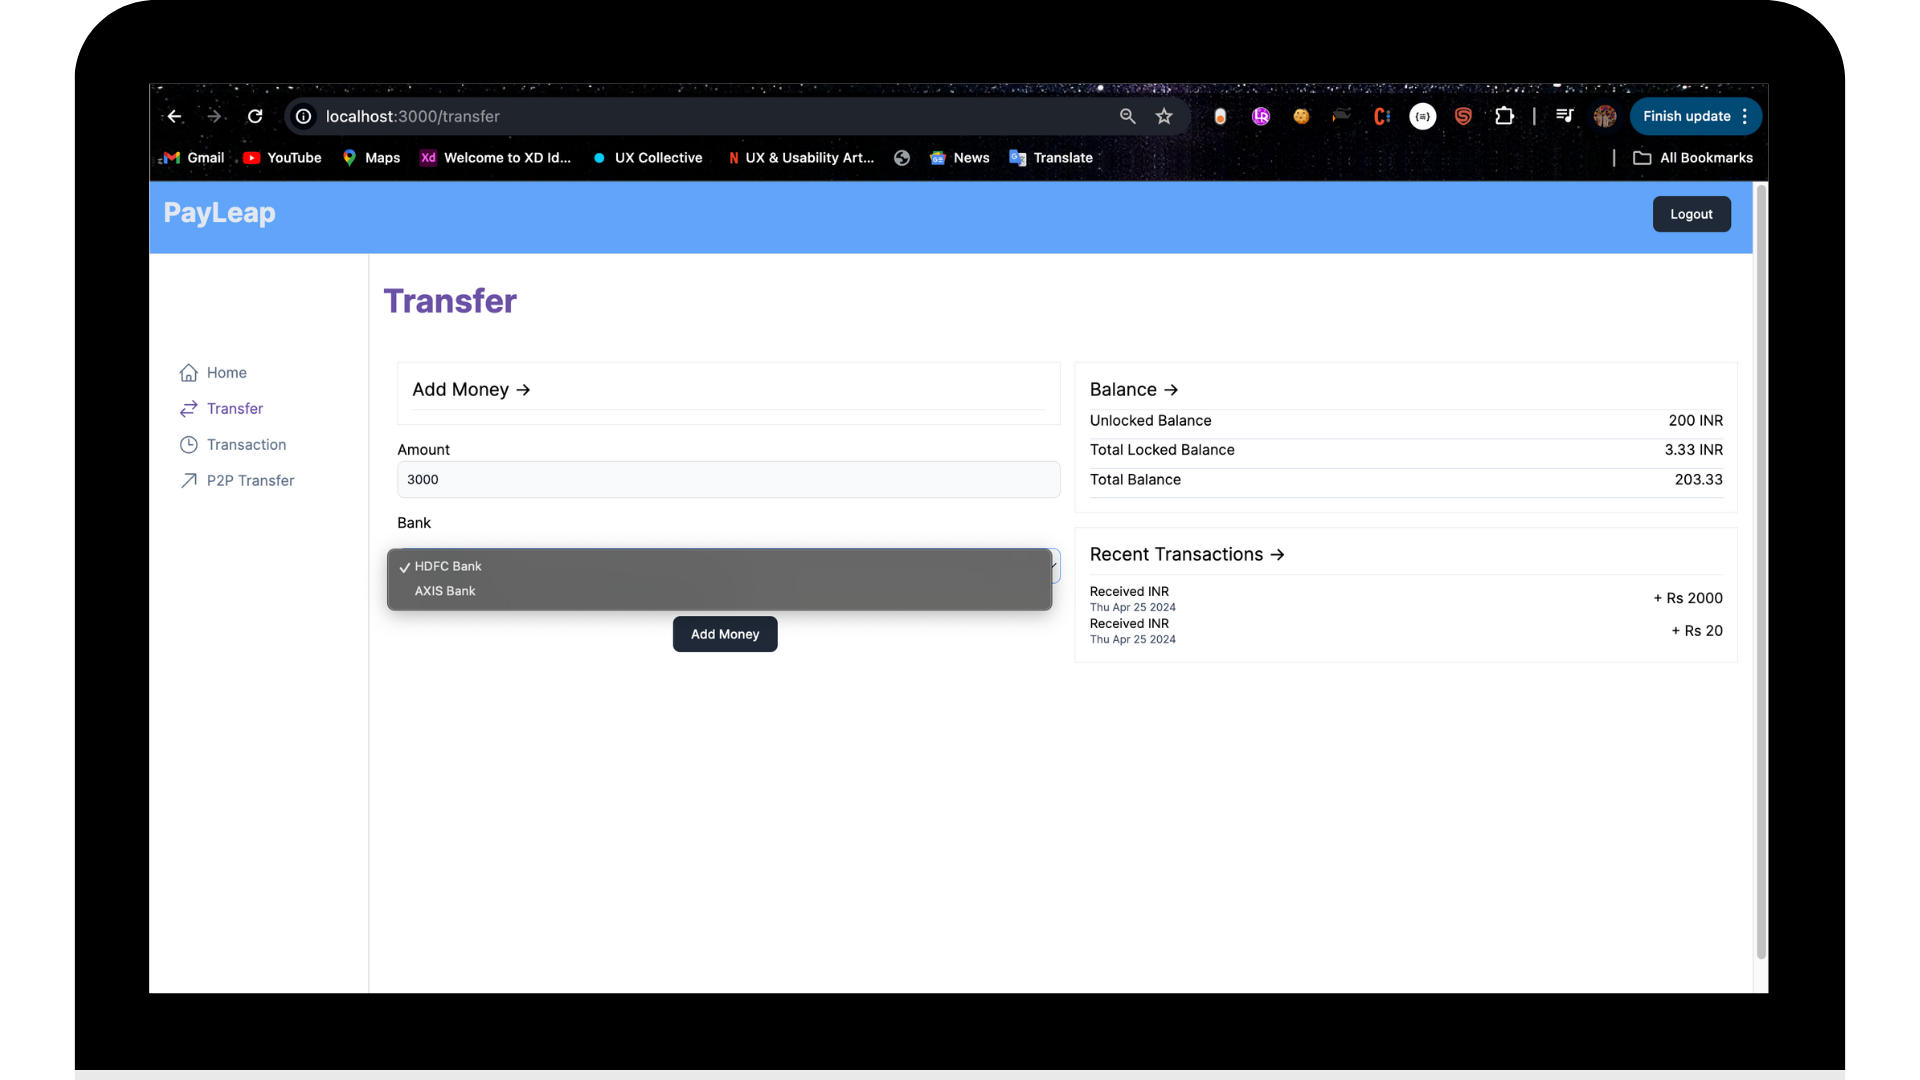 localhost:3000/transfer
Finish update
Gmail
YouTube
Maps
Xd Welcome to XD Id...
UX Collective
N UX & Usability Art...
News
Translate
All Bookmarks
PayLeap
Logout
Transfer
Home
Transfer
Transaction
P2P Transfer
Add Money →
Amount
3000
Bank
✓ HDFC Bank
AXIS Bank
Add Money
Balance →
Unlocked Balance 200 INR
Total Locked Balance 3.33 INR
Total Balance 203.33
Recent Transactions →
Received INR
Thu Apr 25 2024
+ Rs 2000
Received INR
Thu Apr 25 2024
+ Rs 20